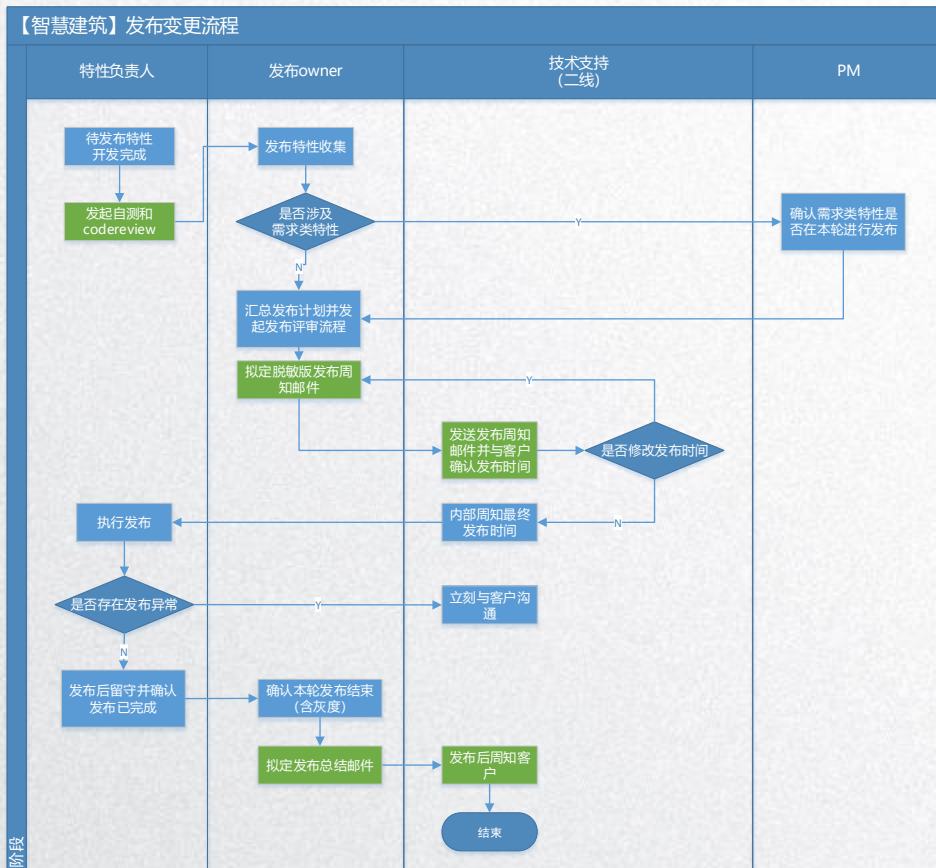 【智慧建筑】发布变更流程
特性负责人
发布owner
技术支持
（二线）
PM
待发布特性
开发完成
发布特性收集
发起自测和
codereview
是否涉及
需求类特性
Y
确认需求类特性是
否在本轮进行发布
N
汇总发布计划并发
起发布评审流程
拟定脱敏版发布周
知邮件
Y
发送发布周知
邮件并与客户
确认发布时间
是否修改发布时间
执行发布
内部周知最终
发布时间
N
是否存在发布异常
Y
立刻与客户沟
通
N
发布后留守并确认
发布已完成
确认本轮发布结束
（含灰度）
拟定发布总结邮件
发布后周知客
户
结束
阶段